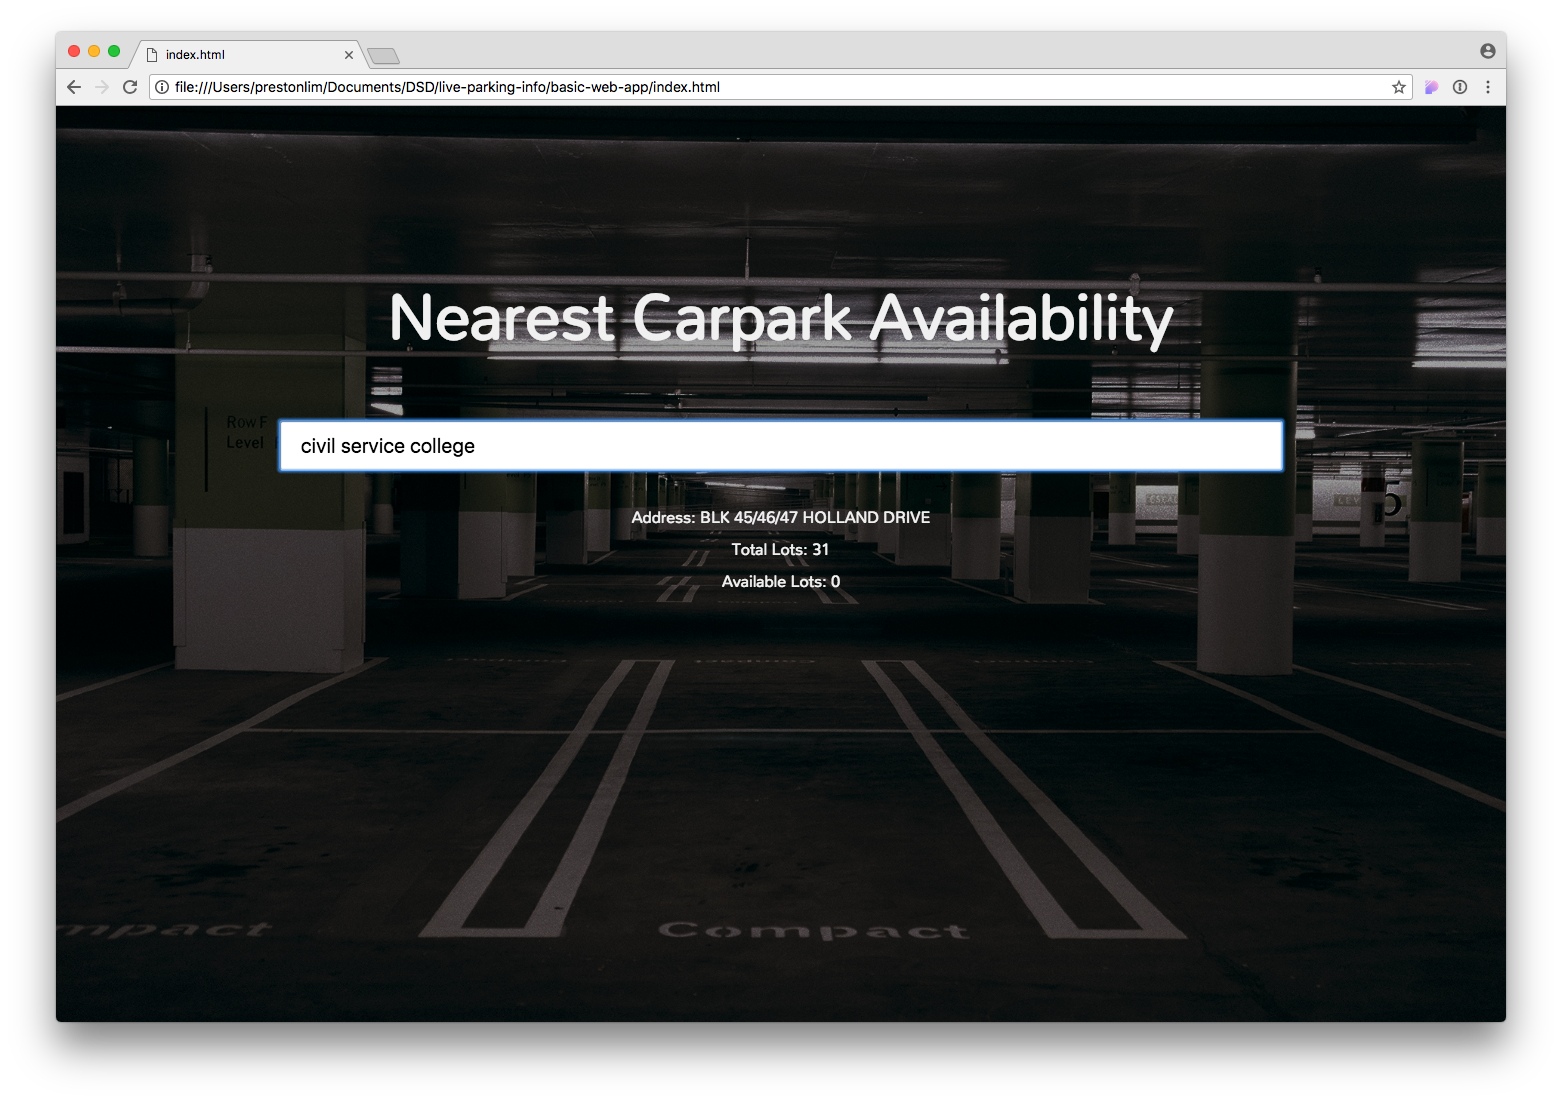 index.html
file:///Users/prestonlim/Documents/DSD/live-parking-info/basic-web-app/index.html
Nearest Carpark Availability
Row F
Level
civil service college
5
Address: BLK 45/46/47 HOLLAND DRIVE
Total Lots: 31
Available Lots: 0
Compact